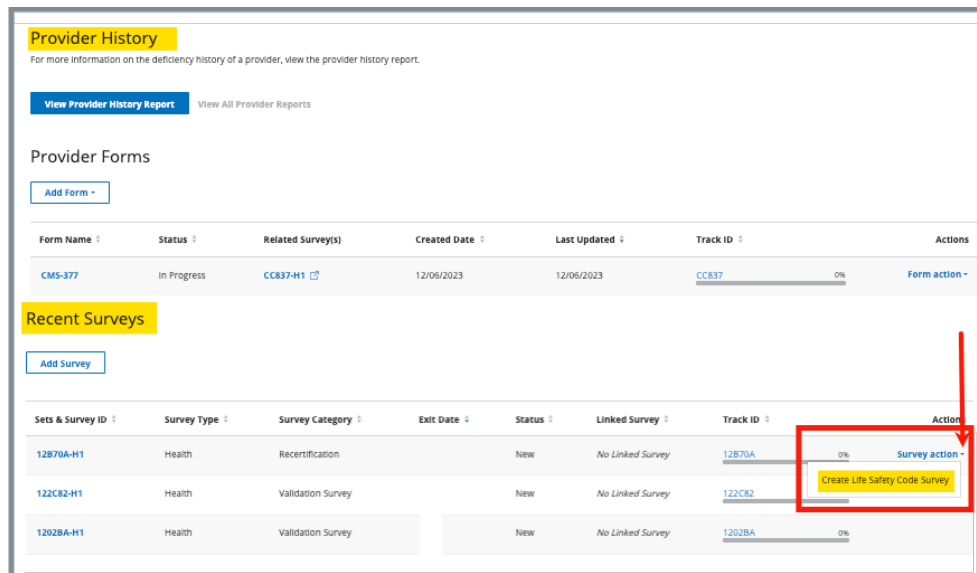 Provider History
For more information on the deficiency history of a provider, view the provider history report.
View Provider History Report View All Provider Reports
Provider Forms
Add Form
Form Name Status Related Survey(s) Created Date Last Updated Track ID Actions
CMS-377 In Progress CC837-H1 12/06/2023 12/06/2023 CC837 0% Form action
Recent Surveys
Add Survey
Sets & Survey ID Survey Type Survey Category Exit Date Status Linked Survey Track ID Action
12B70A-H1 Health Recertification New No Linked Survey 12B70A 0% Survey action
Create Life Safety Code Survey
122C82-H1 Health Validation Survey New No Linked Survey 122C82
1202BA-H1 Health Validation Survey New No Linked Survey 1202BA 0%